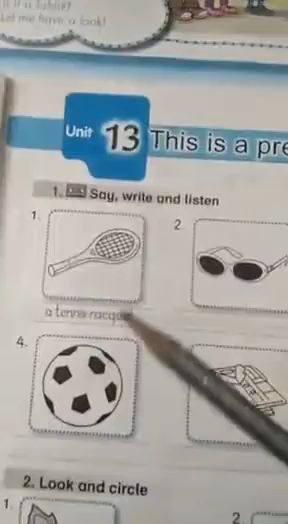 Let me have a look!
Unit 13 This is a pre
1. Say, write and listen
1.
2.
a tennis racque
4.
2. Look and circle
1.
2